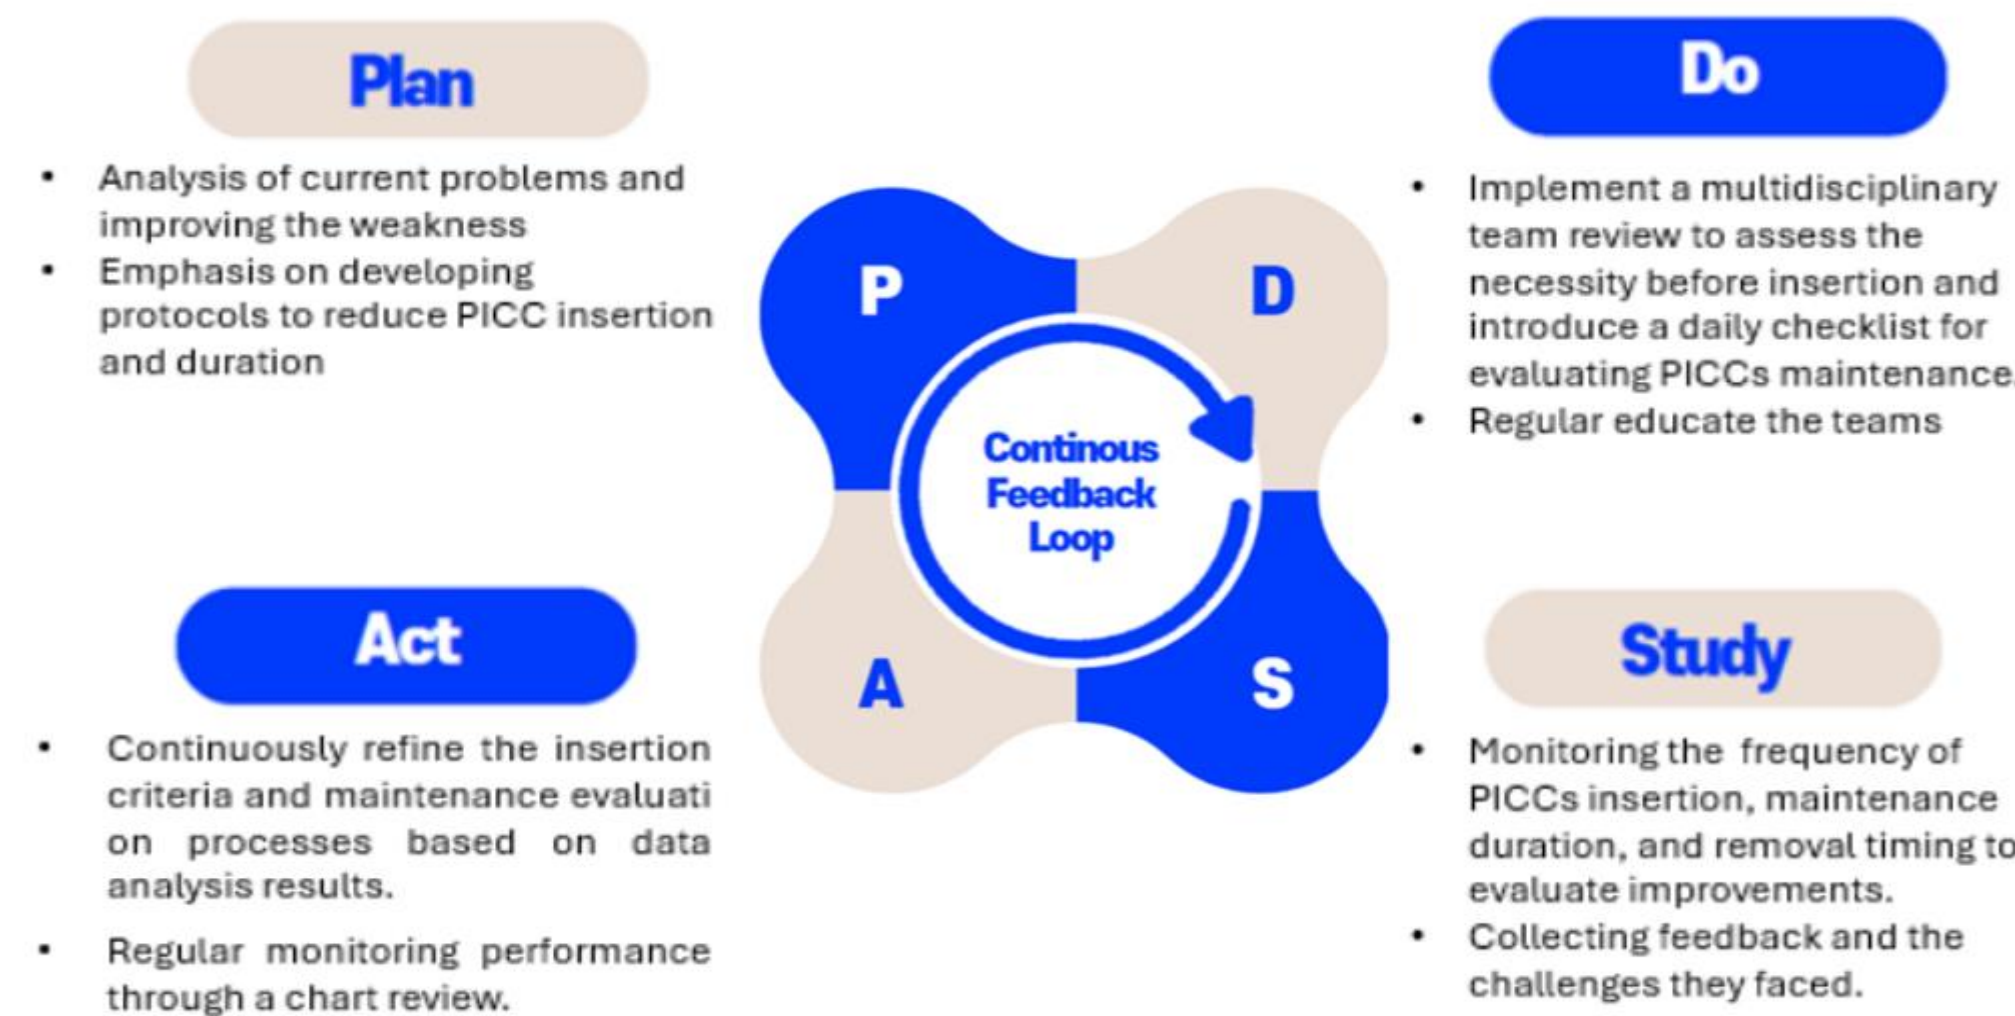 Plan
• Analysis of current problems and
improving the weakness
• Emphasis on developing
protocols to reduce PICC insertion
and duration
Do
• Implement a multidisciplinary
team review to assess the
necessity before insertion and
introduce a daily checklist for
evaluating PICCs maintenance.
• Regular educate the teams
P
D
Continous
Feedback
Loop
A
S
Act
• Continuously refine the insertion
criteria and maintenance evaluati
on processes based on data
analysis results.
• Regular monitoring performance
through a chart review.
Study
• Monitoring the frequency of
PICCs insertion, maintenance
duration, and removal timing to
evaluate improvements.
• Collecting feedback and the
challenges they faced.